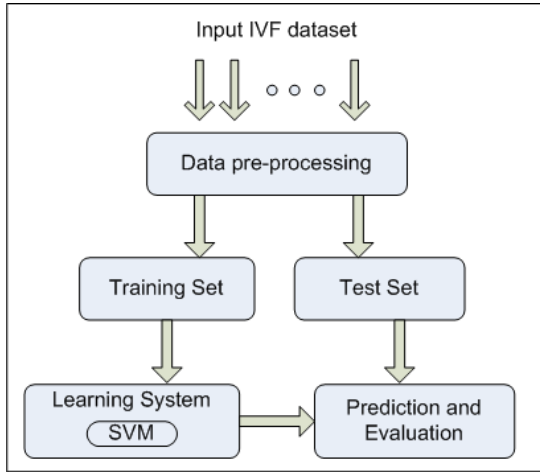 Input IVF dataset
Data pre-processing
Training Set
Test Set
Learning System
SVM
Prediction and
Evaluation